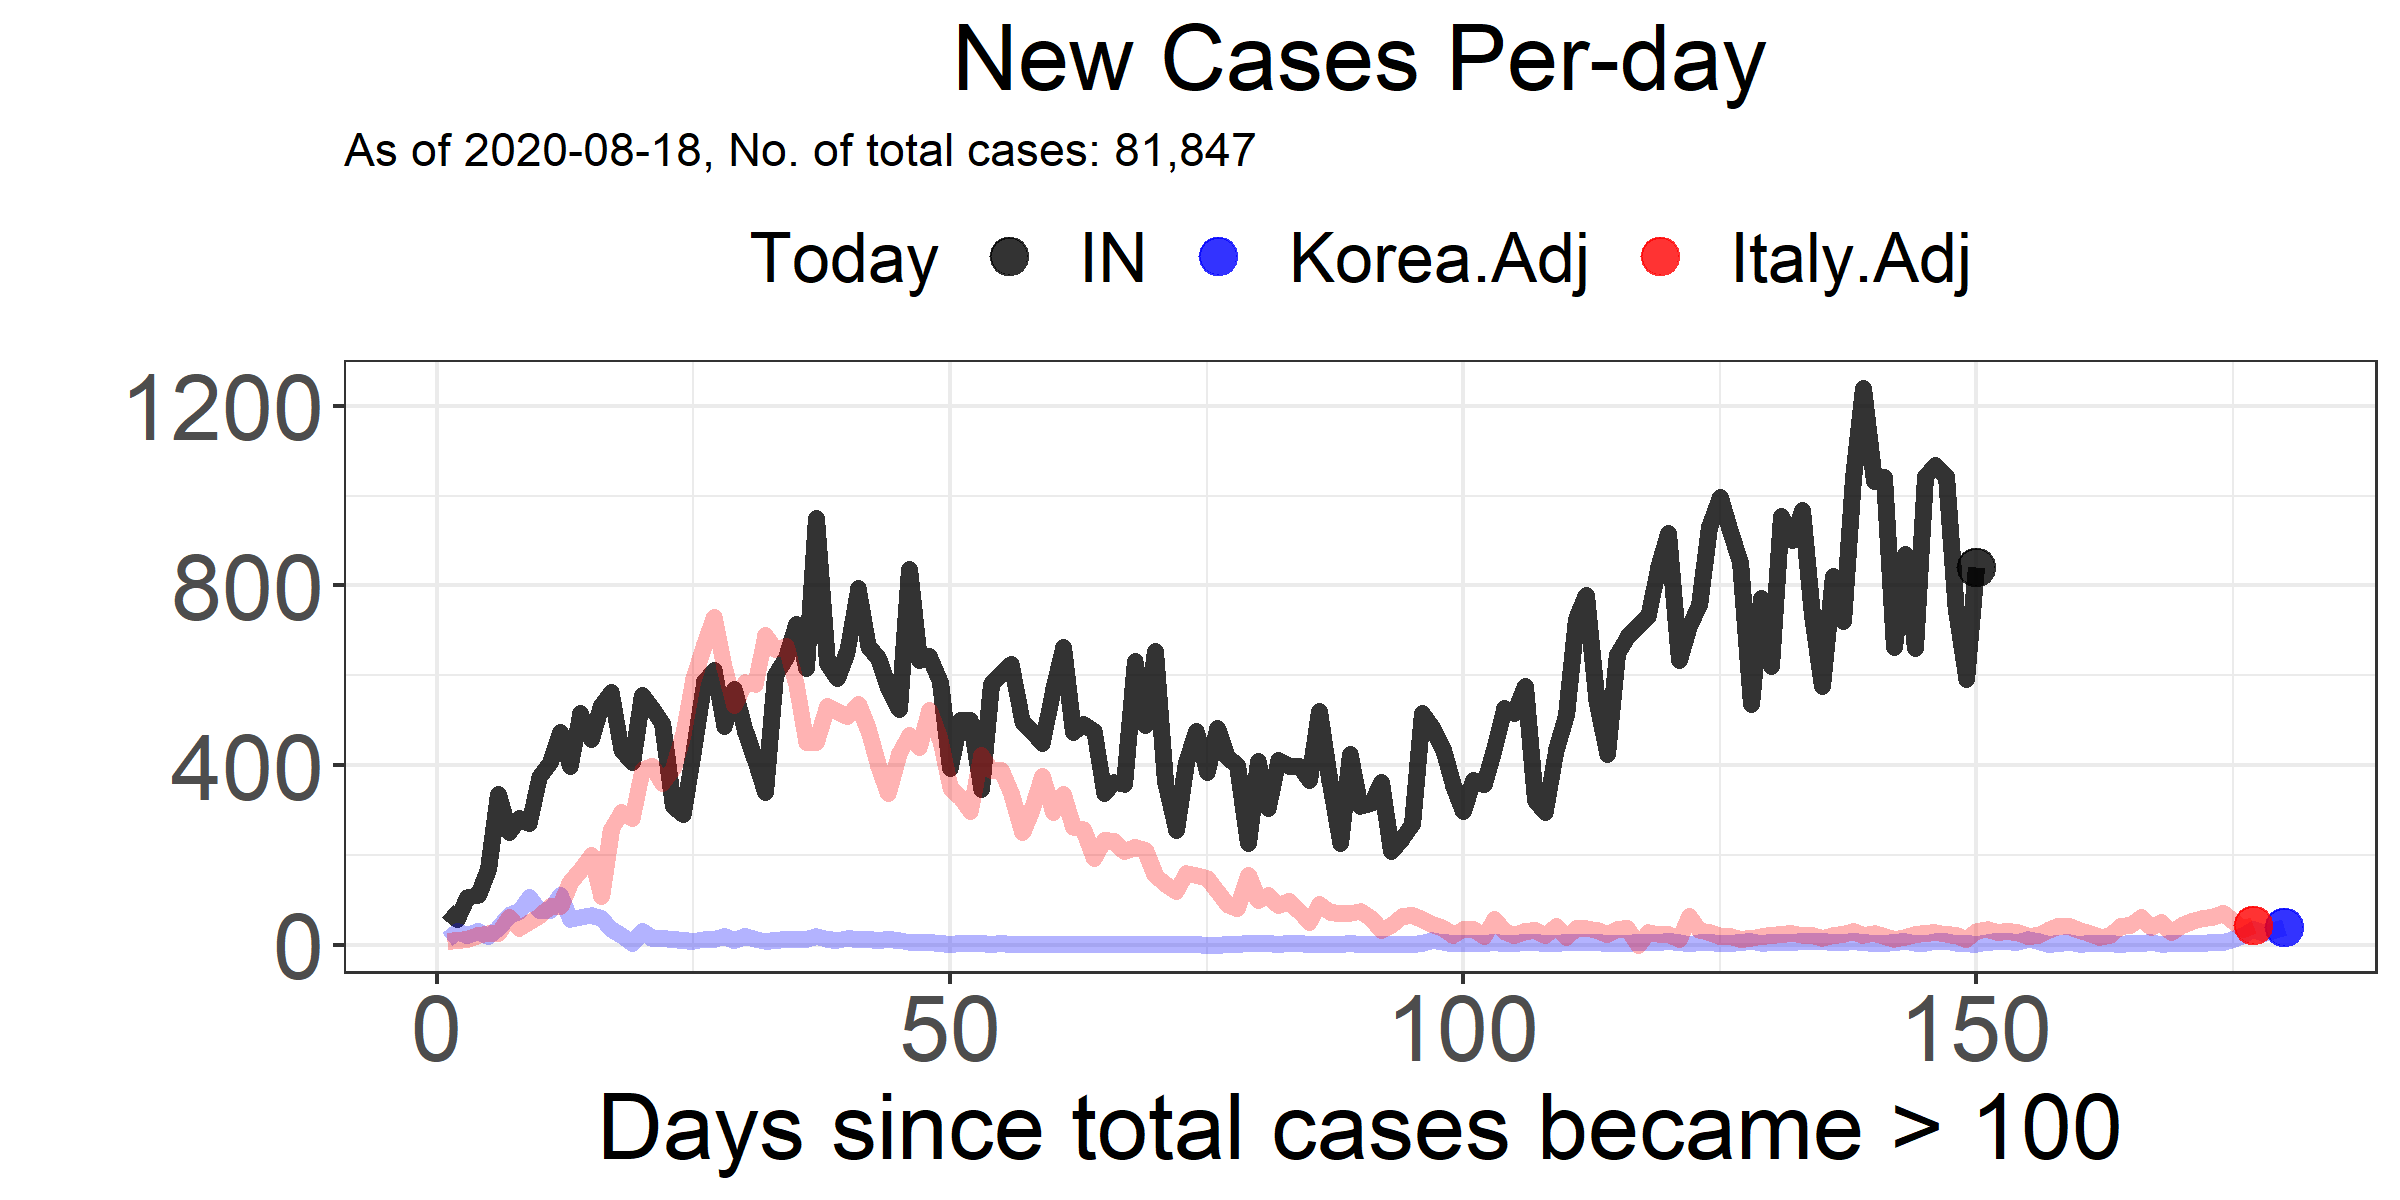 New Cases Per-day
As of 2020-08-18, No. of total cases: 81,847
Today IN Korea.Adj Italy.Adj
1200
800
400
0
0 50 100 150
Days since total cases became > 100